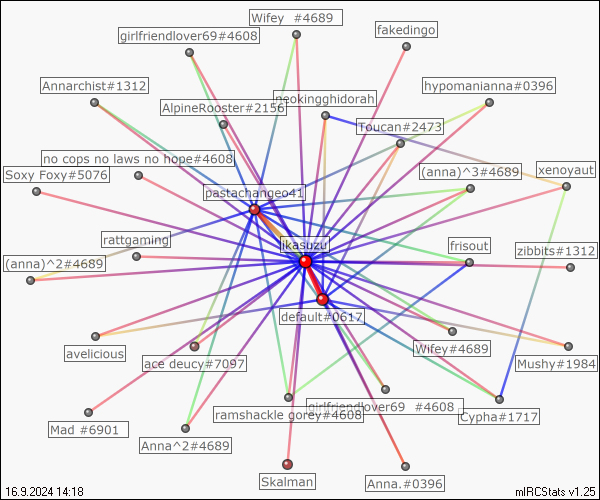 Wifey  #4689
girlfriendlover69#4608
fakedingo
Annarchist#1312
hypomanianna#0396
neokingghidorah
AlpineRooster#2156
Toucan#2473
no cops no laws no hope#4608
Soxy Foxy#5076
(anna)^3#4689
xenoyaut
pastachangeo41
rattgaming
jkasuzu
frisout
zibbits#1312
(anna)^2#4689
default#0617
avelicious
ace deucy#7097
Wifey#4689
Mushy#1984
Mad #6901
ramshackle gorey#4608
girlfriendlover69  #4608
Cypha#1717
Anna^2#4689
Skalman
Anna.#0396
16.9.2024 14:18
mIRCStats v1.25